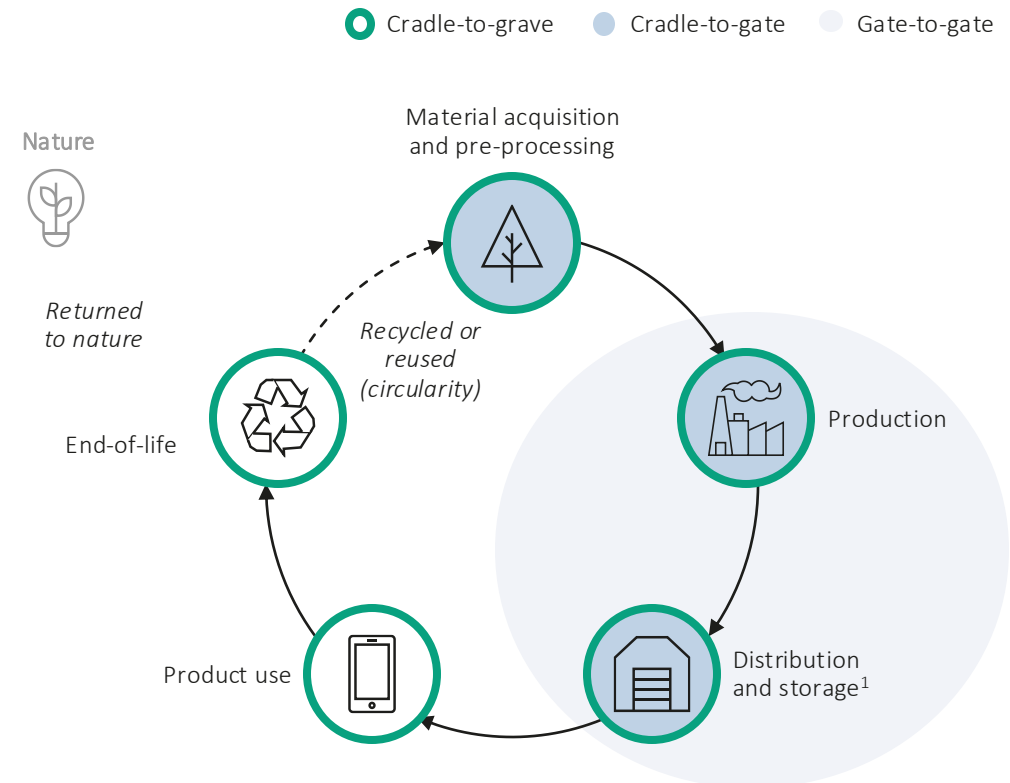 Cradle-to-grave
Cradle-to-gate
Gate-to-gate
Material acquisition
and pre-processing
Nature
Returned
to nature
Recycled or
reused
(circularity)
Production
End-of-life
Product use
Distribution
and storage¹